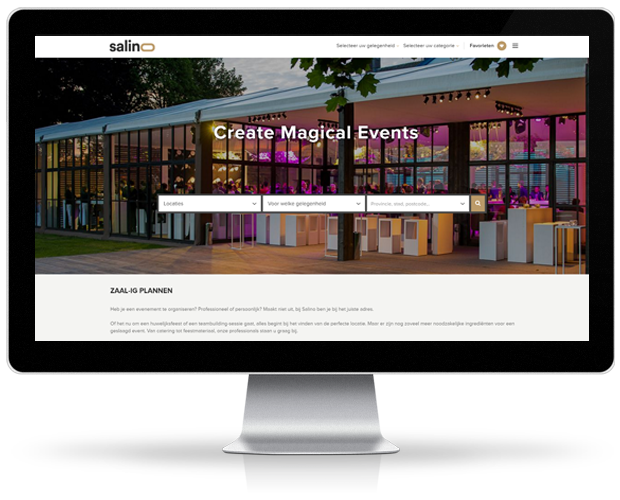 salino
Selecteer uw gelegenheid
Selecteer uw categorie
Favorieten
Create Magical Events
Locaties
Voor welke gelegenheid
Provincie, stad, postcode...
ZAAL-IG PLANNEN
Heb je een evenement te organiseren? Professioneel of persoonlijk? Maakt niet uit, bij Salino ben je bij het juiste adres.
Of het nu om een huwelijksfeest of een teambuilding-sessie gaat, alles begint bij het vinden van de perfecte locatie. Maar er zijn nog zoveel meer noodzakelijke ingrediënten voor een
geslaagd event. Van catering tot feestmateriaal, onze professionals staan u graag bij.